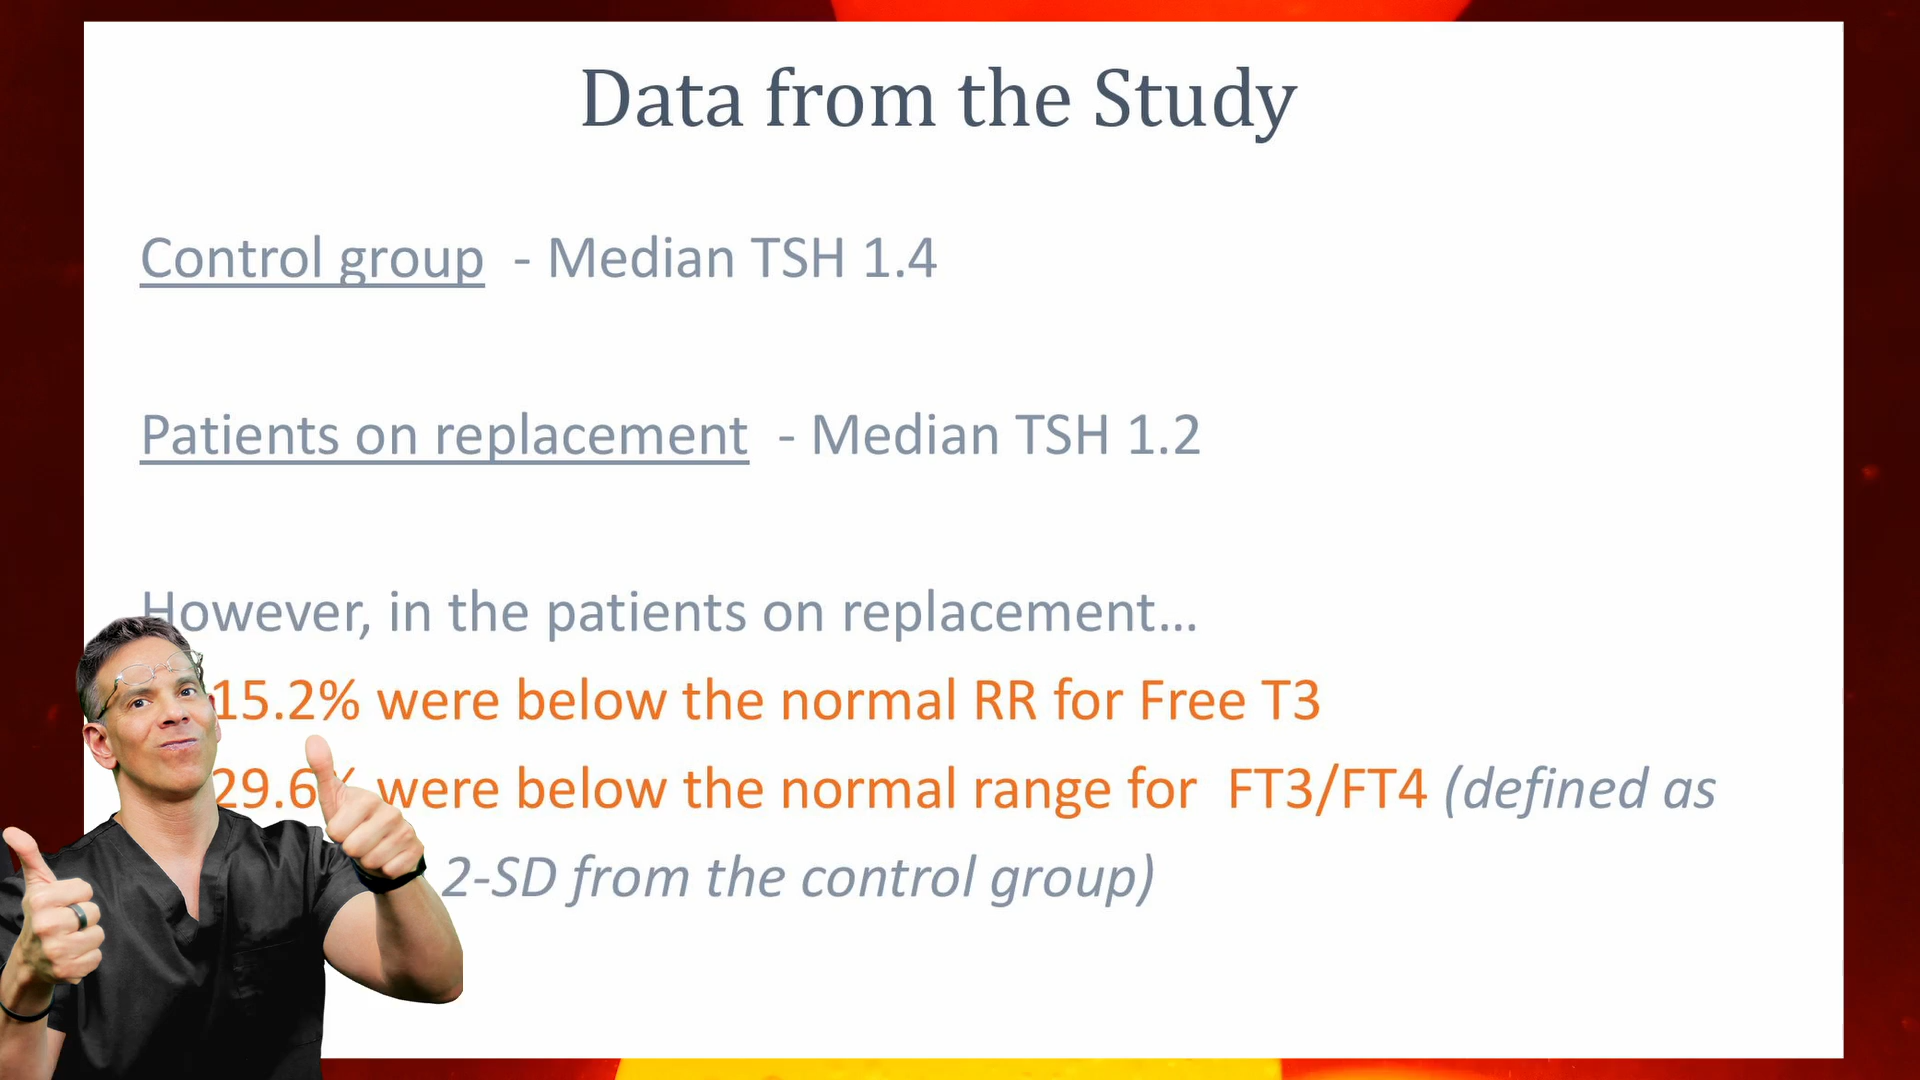 Data from the Study
Control group - Median TSH 1.4
Patients on replacement - Median TSH 1.2
However, in the patients on replacement...
15.2% were below the normal RR for Free T3
29.6% were below the normal range for FT3/FT4 (defined as
2-SD from the control group)